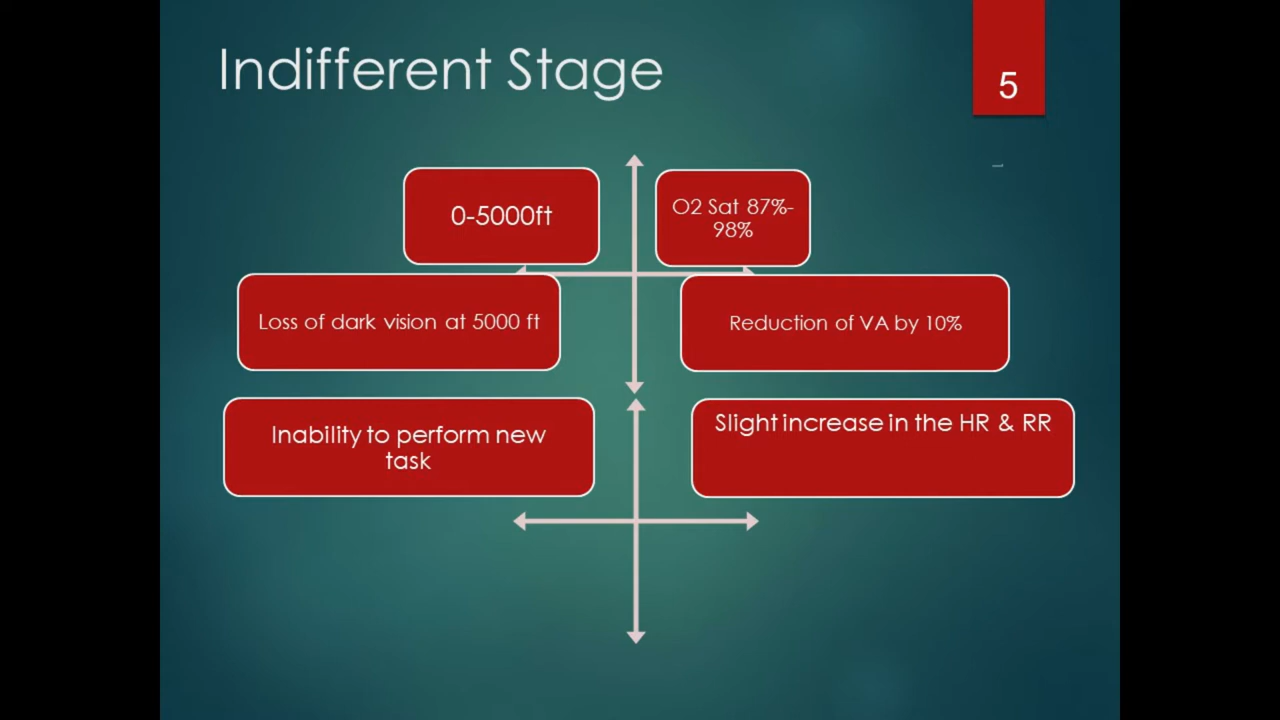 Indifferent Stage
5
0-5000ft
O2 Sat 87%-
98%
Loss of dark vision at 5000 ft
Reduction of VA by 10%
Inability to perform new
task
Slight increase in the HR & RR